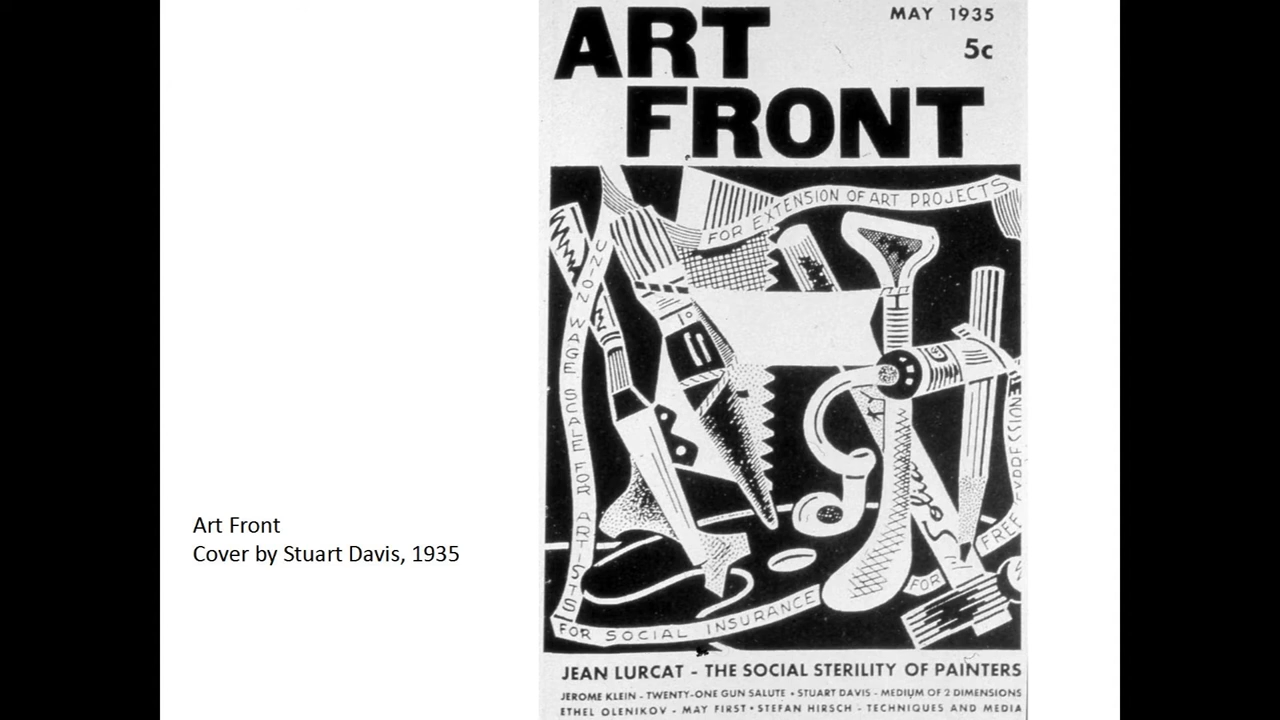 ART
FRONT
MAY 1935
5c
FOR EXTENSION OF ART PROJECTS
UNION WAGE SCALE FOR ARTISTS
FOR SOCIAL INSURANCE
FOR
FREE
EXPRESSION
JEAN LURCAT - THE SOCIAL STERILITY OF PAINTERS
JEROME KLEIN - TWENTY-ONE GUN SALUTE • STUART DAVIS - MEDIUM OF 2 DIMENSIONS
ETHEL OLENIKOV - MAY FIRST • STEFAN HIRSCH - TECHNIQUES AND MEDIA
Art Front
Cover by Stuart Davis, 1935